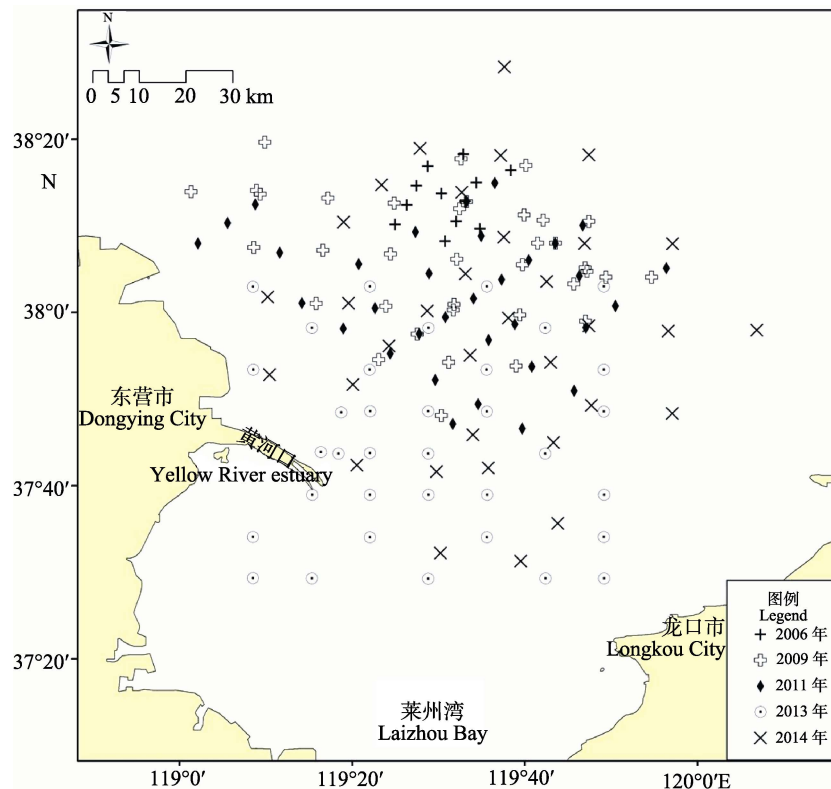 N
0 5 10 20 30 km
38°20′
N
38°0′
东营市
Dongying City
黄河口
Yellow River estuary
37°40′
图例
Legend
2006 年
2009 年
2011 年
2013 年
2014 年
龙口市
Longkou City
37°20′
莱州湾
Laizhou Bay
119°0′ 119°20′ 119°40′ 120°0′E